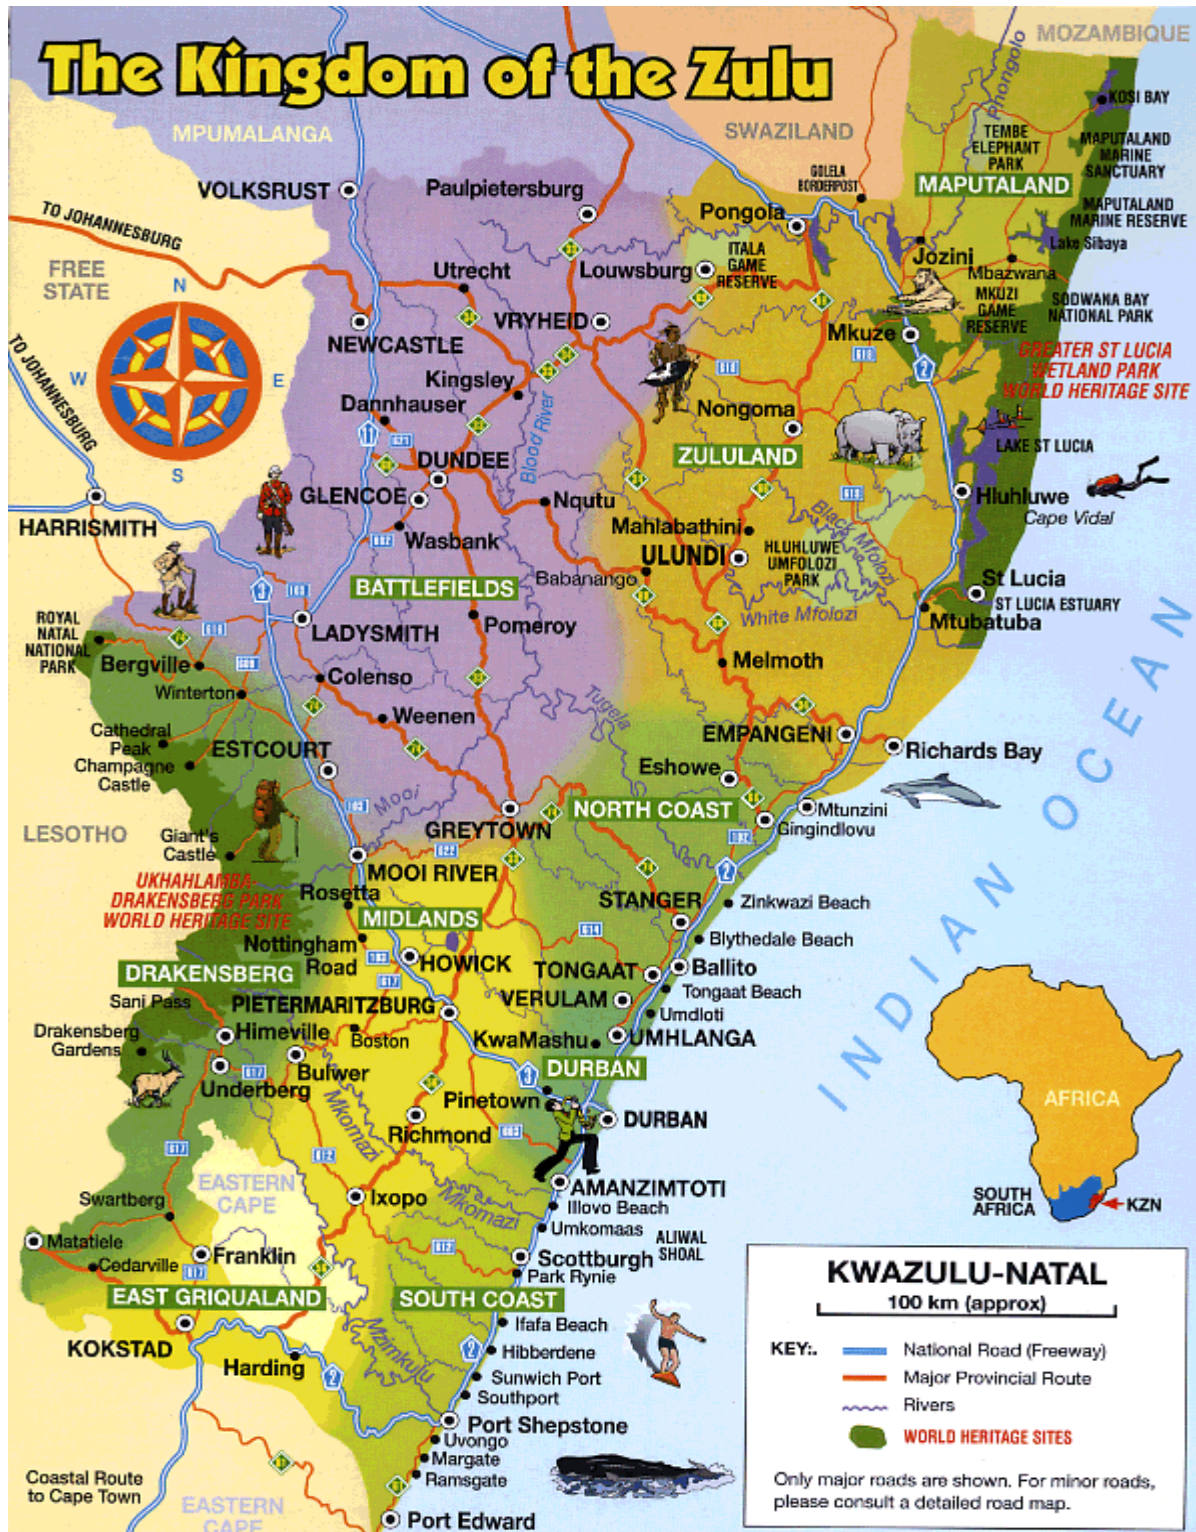 The Kingdom of the Zulu
MOZAMBIQUE
MPUMALANGA
SWAZILAND
Phongolo
KOSI BAY
TEMBE
ELEPHANT
PARK
MAPUTALAND
MARINE
SANCTUARY
GOLELA
BORDERPOST
MAPUTALAND
VOLKSRUST
Paulpietersburg
Pongola
MAPUTALAND
MARINE RESERVE
TO JOHANNESBURG
Lake Sibaya
ITALA
GAME
RESERVE
Jozini
Mbazwana
FREE
STATE
Utrecht
Louwsburg
N
MKUZI
GAME
RESERVE
SODWANA BAY
NATIONAL PARK
VRYHEID
Mkuze
NEWCASTLE
TO JOHANNESBURG
W
E
S
GREATER ST LUCIA
WETLAND PARK
WORLD HERITAGE SITE
Kingsley
Dannhauser
Blood River
Nongoma
2
11
DUNDEE
ZULULAND
LAKE ST LUCIA
GLENCOE
Nqutu
Hluhluwe
Cape Vidal
HARRISMITH
Wasbank
Mahlabathini
ULUNDI
Black Mfolozi
HLUHLUWE
UMFOLOZI
PARK
Babanango
BATTLEFIELDS
3
St Lucia
ST LUCIA ESTUARY
ROYAL
NATAL
NATIONAL
PARK
LADYSMITH
Pomeroy
White Mfolozi
Mtubatuba
Bergville
Winterton
Colenso
Melmoth
Weenen
Tugela
Cathedral
Peak
Champagne
Castle
ESTCOURT
EMPANGENI
Richards Bay
Eshowe
Mooi
NORTH COAST
Mtunzini
Gingindlovu
LESOTHO
Giant's
Castle
GREYTOWN
INDIAN OCEAN
MOOI RIVER
2
UKHAHLAMBA-
DRAKENSBERG PARK
WORLD HERITAGE SITE
Rosetta
MIDLANDS
STANGER
Zinkwazi Beach
Nottingham
Road
Blythedale Beach
HOWICK
TONGAAT
Ballito
DRAKENSBERG
Tongaat Beach
Sani Pass
PIETERMARITZBURG
VERULAM
Umdloti
Drakensberg
Gardens
Himeville
Boston
KwaMashu
UMHLANGA
Bulwer
Underberg
3
DURBAN
Pinetown
DURBAN
Mkomazi
Richmond
AFRICA
EASTERN
CAPE
AMANZIMTOTI
Swartberg
Ixopo
Mkomazi
Illovo Beach
Umkomaas
SOUTH
AFRICA
KZN
Matatiele
Franklin
Scottburgh
ALIWAL
SHOAL
Cedarville
Park Rynie
EAST GRIQUALAND
SOUTH COAST
Ifafa Beach
KOKSTAD
Mzimkulu
2
Hibberdene
Harding
2
Sunwich Port
Southport
Port Shepstone
Uvongo
Margate
Ramsgate
Coastal Route
to Cape Town
EASTERN
CAPE
Port Edward
KWAZULU-NATAL
100 km (approx)
KEY:.
National Road (Freeway)
Major Provincial Route
Rivers
WORLD HERITAGE SITES
Only major roads are shown. For minor roads,
please consult a detailed road map.